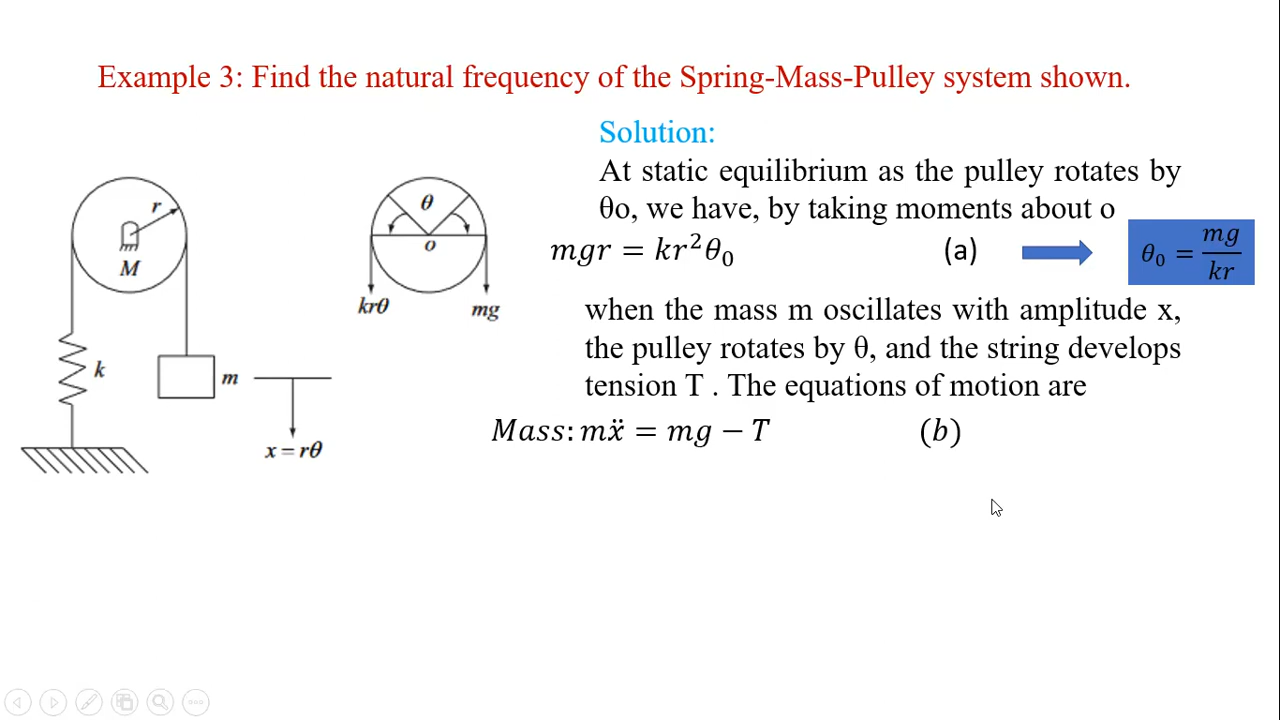 Example 3: Find the natural frequency of the Spring-Mass-Pulley system shown.
Solution:
At static equilibrium as the pulley rotates by
θo, we have, by taking moments about o
mgr = kr²θ₀ (a)
θ₀ = mg/kr
when the mass m oscillates with amplitude x,
the pulley rotates by θ, and the string develops
tension T . The equations of motion are
Mass: mẍ = mg − T (b)
r
M
k
m
x = rθ
θ
o
krθ
mg